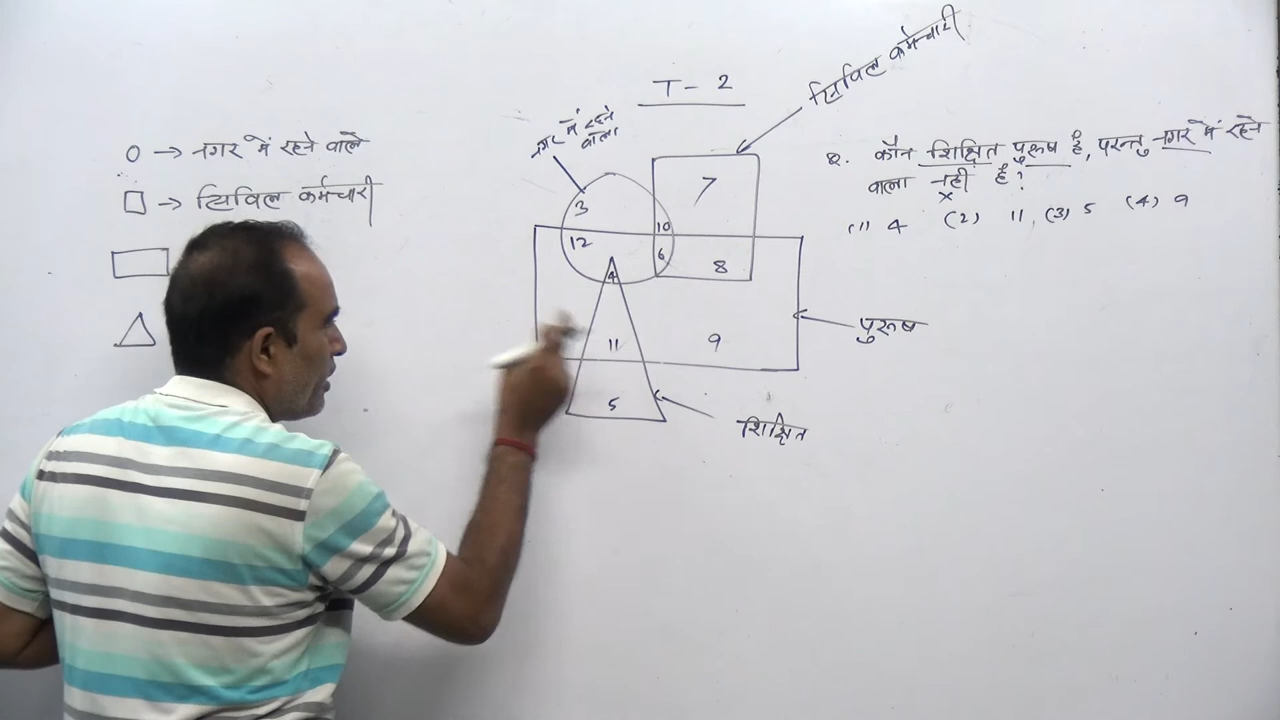 T - 2
○ → नगर में रहने वाले
□ → सिविल कर्मचारी
नगर में रहने वाला
सिविल कर्मचारी
3
7
10
12
6
8
4
11
9
5
पुरुष
शिक्षित
Q. कौन शिक्षित पुरुष है, परन्तु नगर में रहने
वाला नहीं है?
x
(1) 4 (2) 11, (3) 5 (4) 9